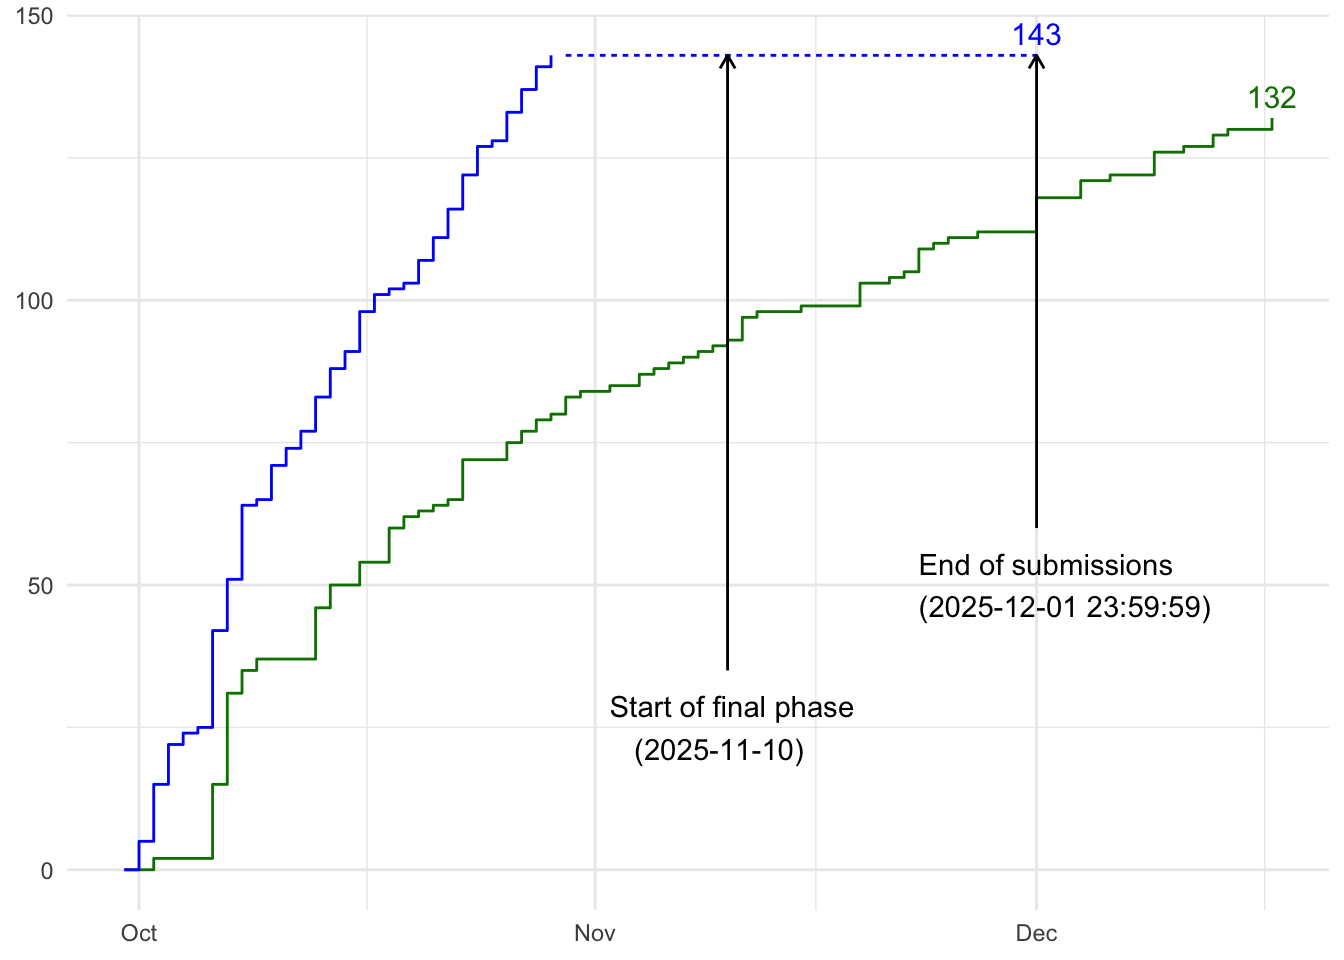 150
143
132
100
50
End of submissions
(2025-12-01 23:59:59)
Start of final phase
(2025-11-10)
0
Oct
Nov
Dec